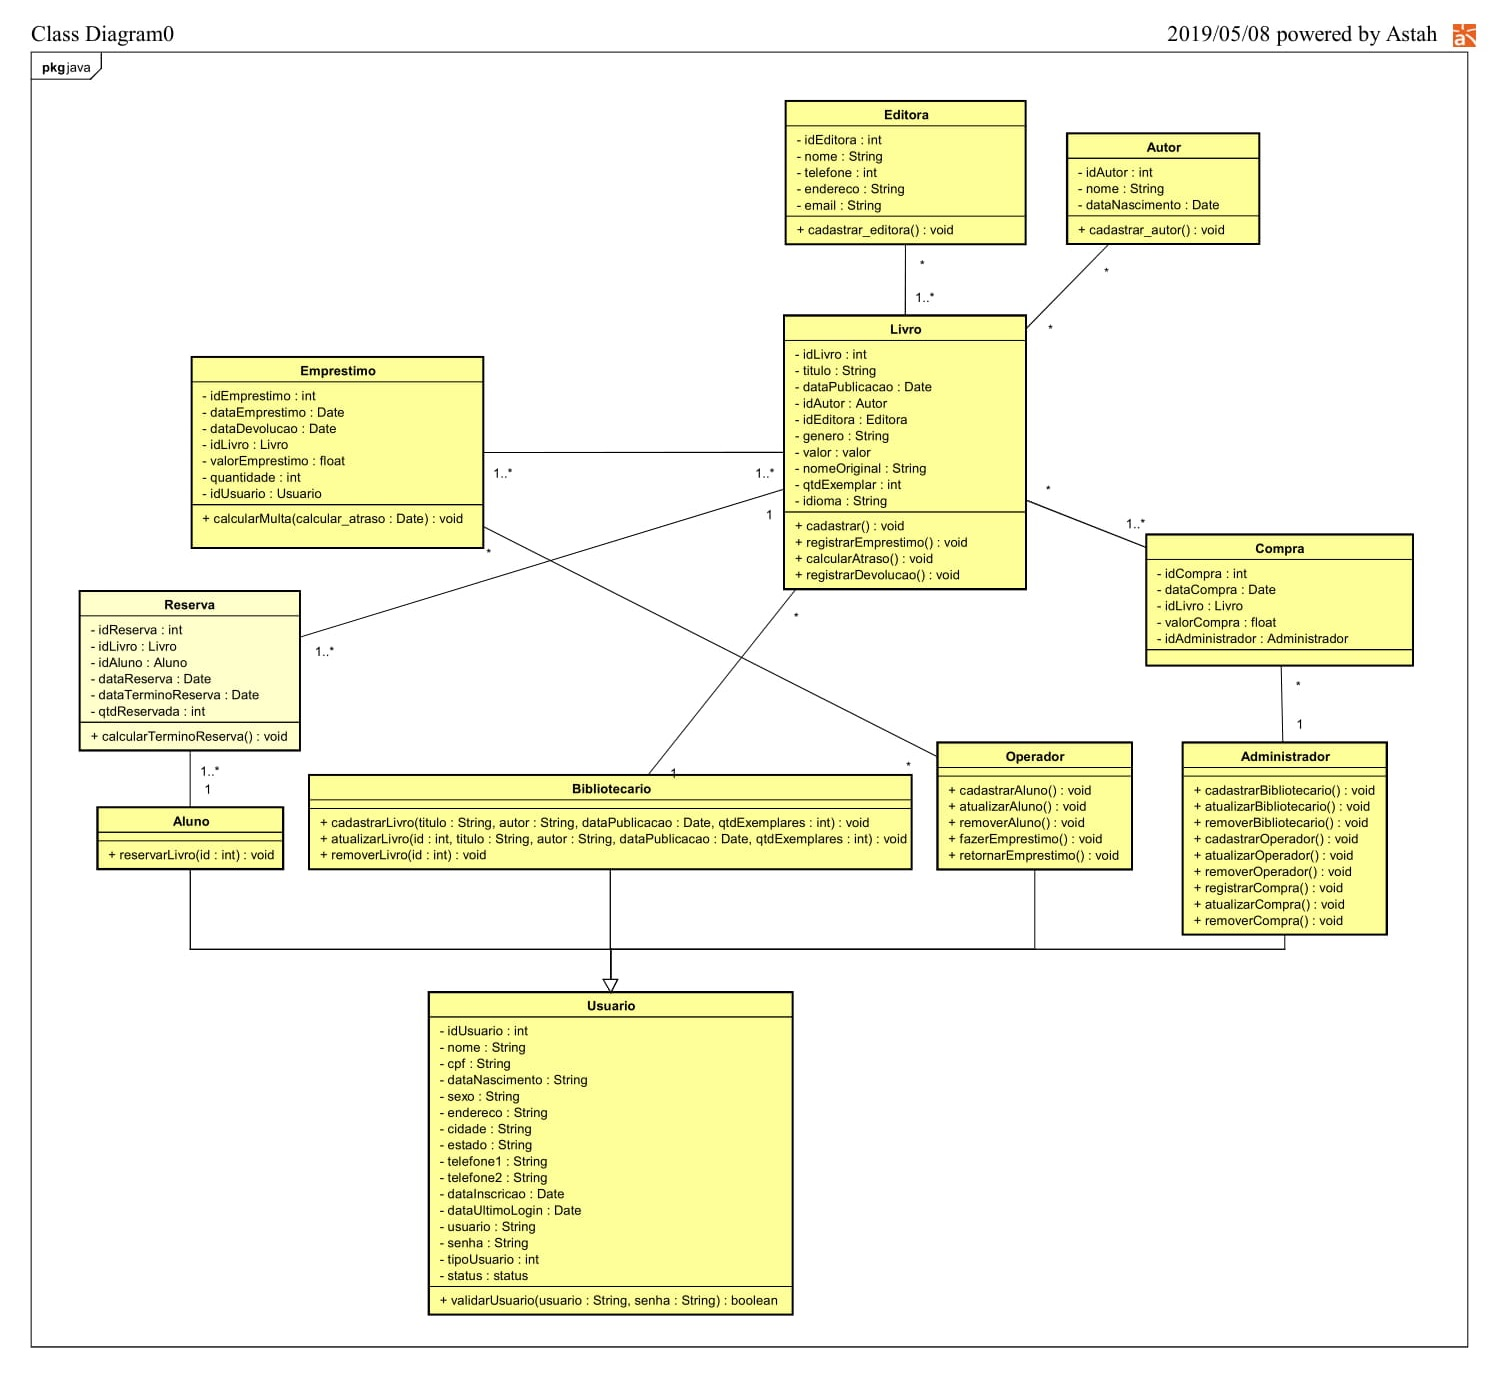 Class Diagram0
2019/05/08 powered by Astah
pkg java
Editora
- idEditora : int
- nome : String
- telefone : int
- endereco : String
- email : String
+ cadastrar_editora() : void
Autor
- idAutor : int
- nome : String
- dataNascimento : Date
+ cadastrar_autor() : void
*
1..*
*
*
Livro
- idLivro : int
- titulo : String
- dataPublicacao : Date
- idAutor : Autor
- idEditora : Editora
- genero : String
- valor : valor
- nomeOriginal : String
- qtdExemplar : int
- idioma : String
+ cadastrar() : void
+ registrarEmprestimo() : void
+ calcularAtraso() : void
+ registrarDevolucao() : void
Emprestimo
- idEmprestimo : int
- dataEmprestimo : Date
- dataDevolucao : Date
- idLivro : Livro
- valorEmprestimo : float
- quantidade : int
- idUsuario : Usuario
+ calcularMulta(calcular_atraso : Date) : void
1..*
1..*
1
*
*
1..*
Compra
- idCompra : int
- dataCompra : Date
- idLivro : Livro
- valorCompra : float
- idAdministrador : Administrador
Reserva
- idReserva : int
- idLivro : Livro
- idAluno : Aluno
- dataReserva : Date
- dataTerminoReserva : Date
- qtdReservada : int
+ calcularTerminoReserva() : void
1..*
*
*
1
1..*
1
1
*
Aluno
+ reservarLivro(id : int) : void
Bibliotecario
+ cadastrarLivro(titulo : String, autor : String, dataPublicacao : Date, qtdExemplares : int) : void
+ atualizarLivro(id : int, titulo : String, autor : String, dataPublicacao : Date, qtdExemplares : int) : void
+ removerLivro(id : int) : void
Operador
+ cadastrarAluno() : void
+ atualizarAluno() : void
+ removerAluno() : void
+ fazerEmprestimo() : void
+ retornarEmprestimo() : void
Administrador
+ cadastrarBibliotecario() : void
+ atualizarBibliotecario() : void
+ removerBibliotecario() : void
+ cadastrarOperador() : void
+ atualizarOperador() : void
+ removerOperador() : void
+ registrarCompra() : void
+ atualizarCompra() : void
+ removerCompra() : void
Usuario
- idUsuario : int
- nome : String
- cpf : String
- dataNascimento : String
- sexo : String
- endereco : String
- cidade : String
- estado : String
- telefone1 : String
- telefone2 : String
- dataInscricao : Date
- dataUltimoLogin : Date
- usuario : String
- senha : String
- tipoUsuario : int
- status : status
+ validarUsuario(usuario : String, senha : String) : boolean